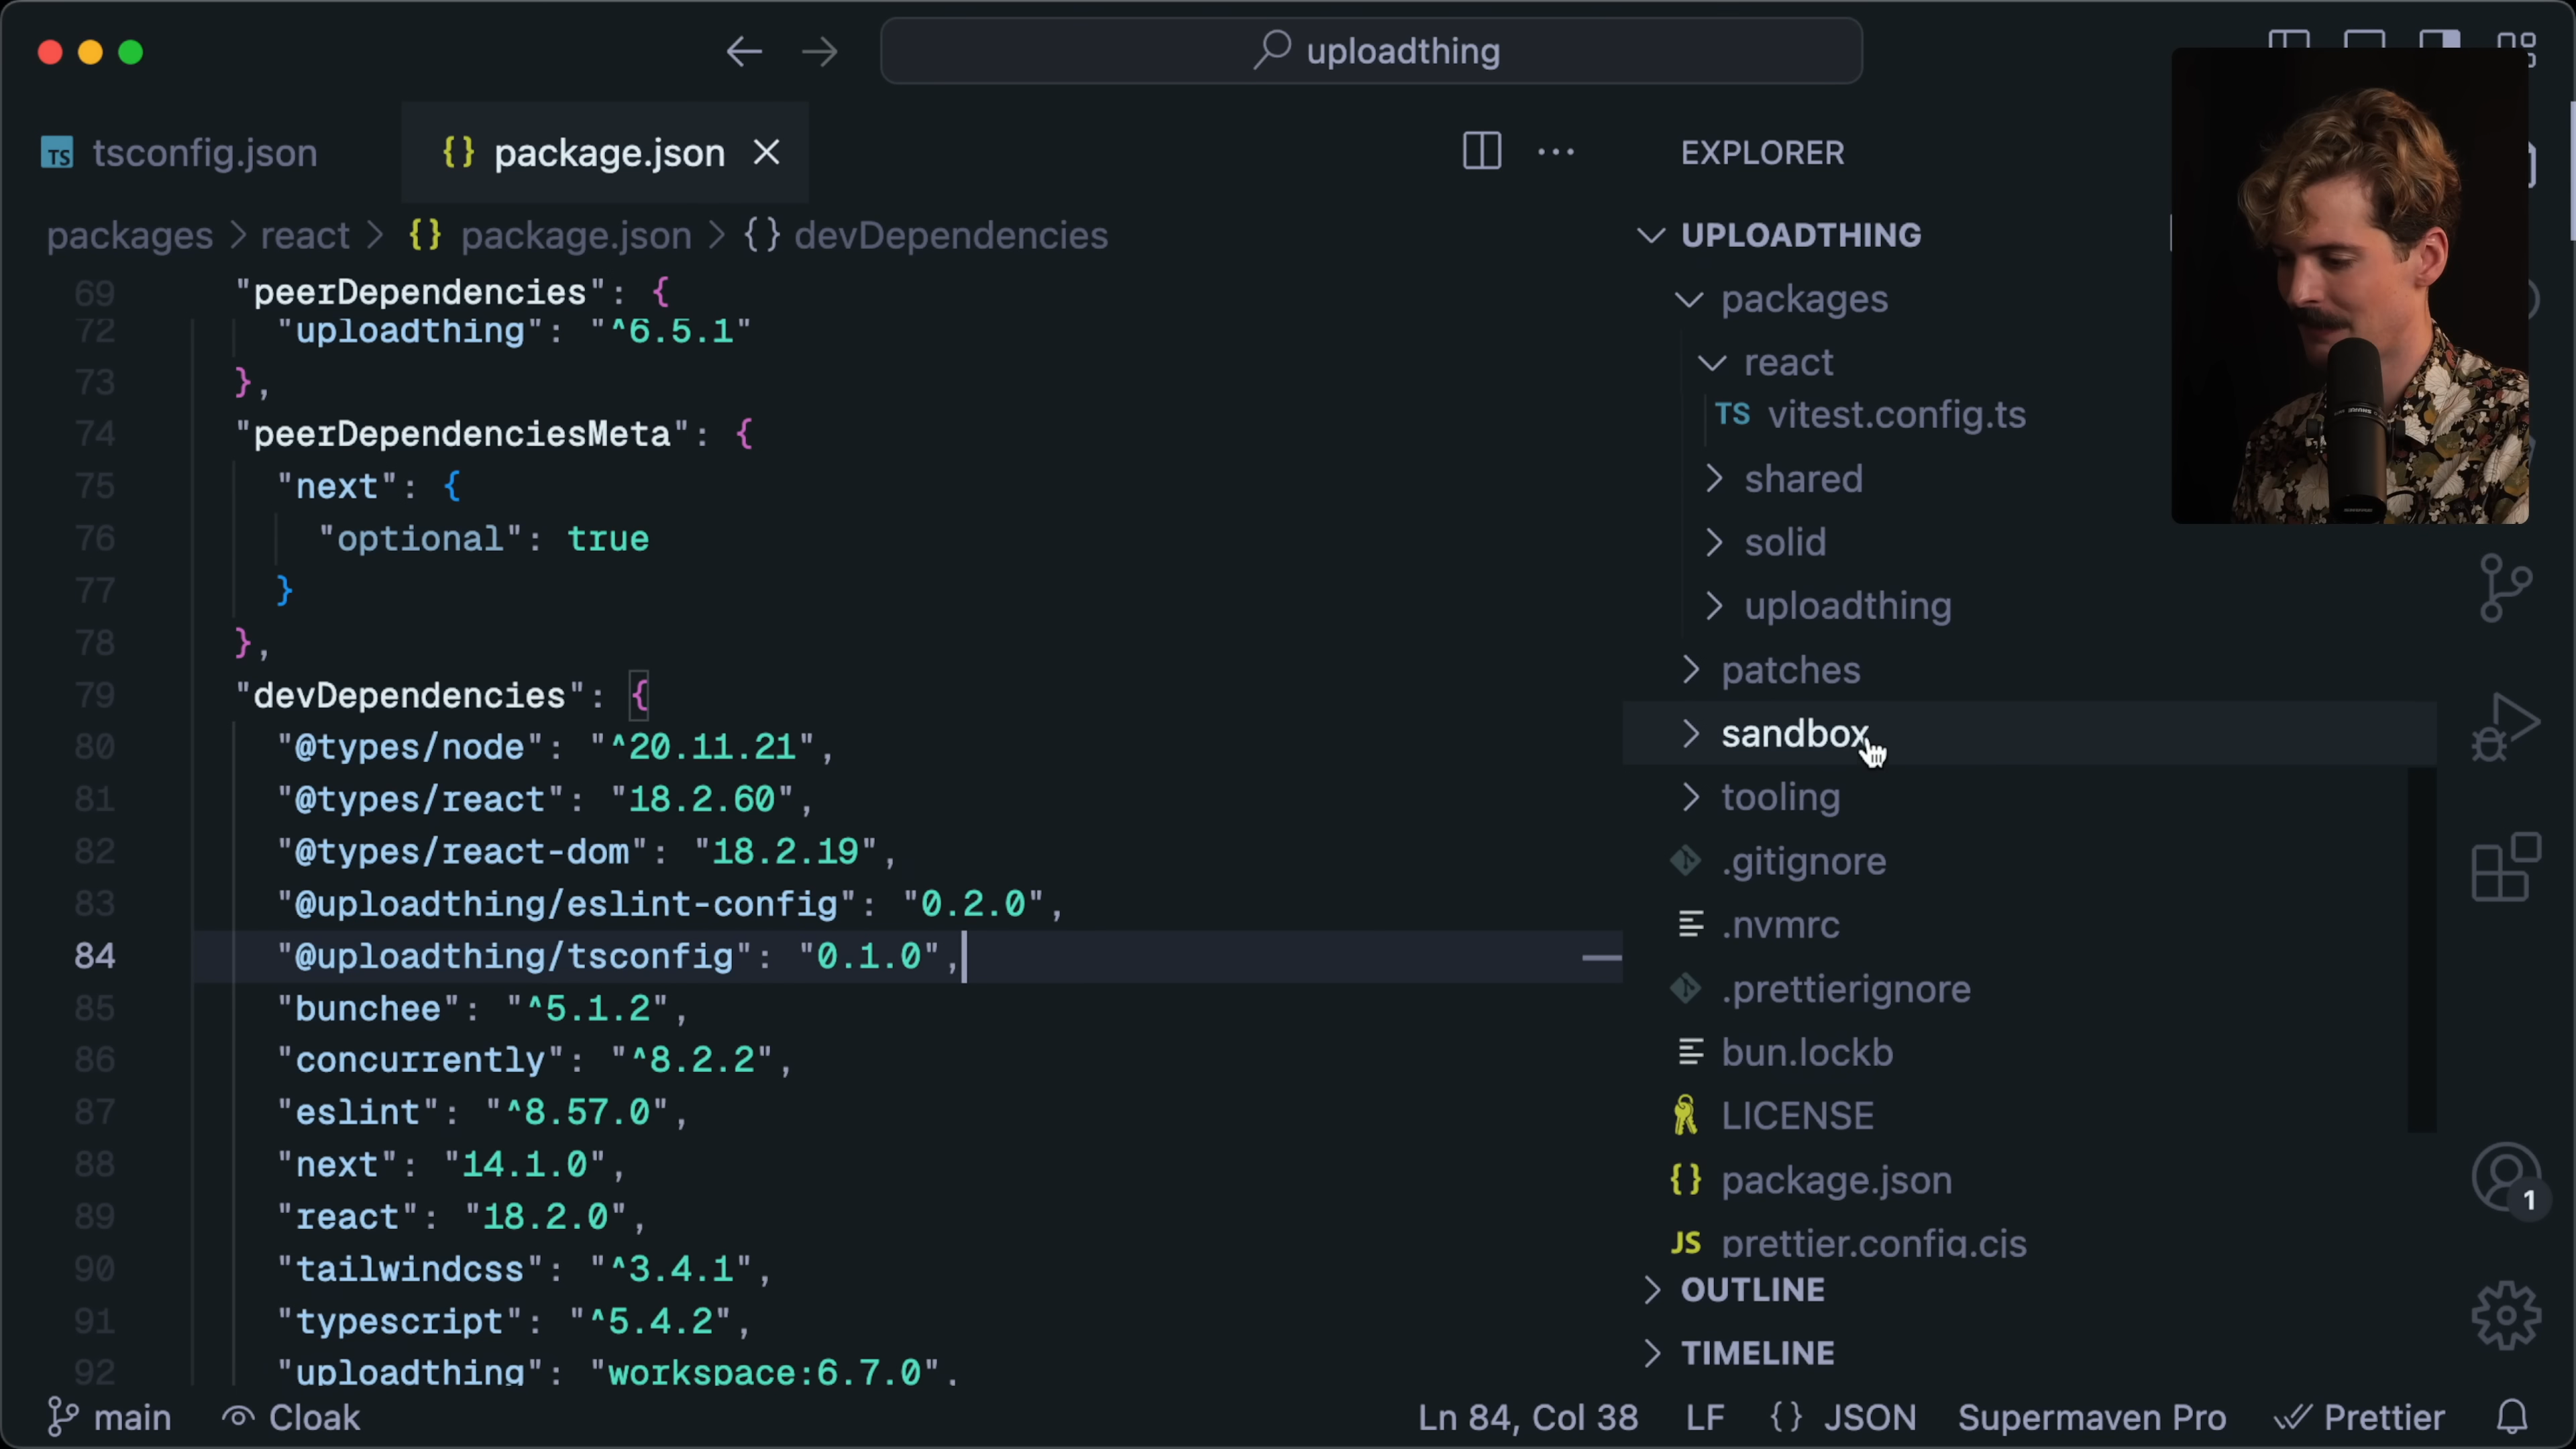 uploadthing
TS tsconfig.json
{} package.json
EXPLORER
packages > react > {} package.json > {} devDependencies
69 "peerDependencies": {
72 "uploadthing": "^6.5.1"
73 },
74 "peerDependenciesMeta": {
75 "next": {
76 "optional": true
77 }
78 },
79 "devDependencies": {
80 "@types/node": "^20.11.21",
81 "@types/react": "18.2.60",
82 "@types/react-dom": "18.2.19",
83 "@uploadthing/eslint-config": "0.2.0",
84 "@uploadthing/tsconfig": "0.1.0",
85 "bunchee": "^5.1.2",
86 "concurrently": "^8.2.2",
87 "eslint": "^8.57.0",
88 "next": "14.1.0",
89 "react": "18.2.0",
90 "tailwindcss": "^3.4.1",
91 "typescript": "^5.4.2",
92 "uploadthing": "workspace:6.7.0",
UPLOADTHING
packages
react
TS vitest.config.ts
shared
solid
uploadthing
patches
sandbox
tooling
.gitignore
.nvmrc
.prettierignore
bun.lockb
LICENSE
{} package.json
JS prettier.config.cjs
OUTLINE
TIMELINE
1
main Cloak Ln 84, Col 38 LF {} JSON Supermaven Pro Prettier